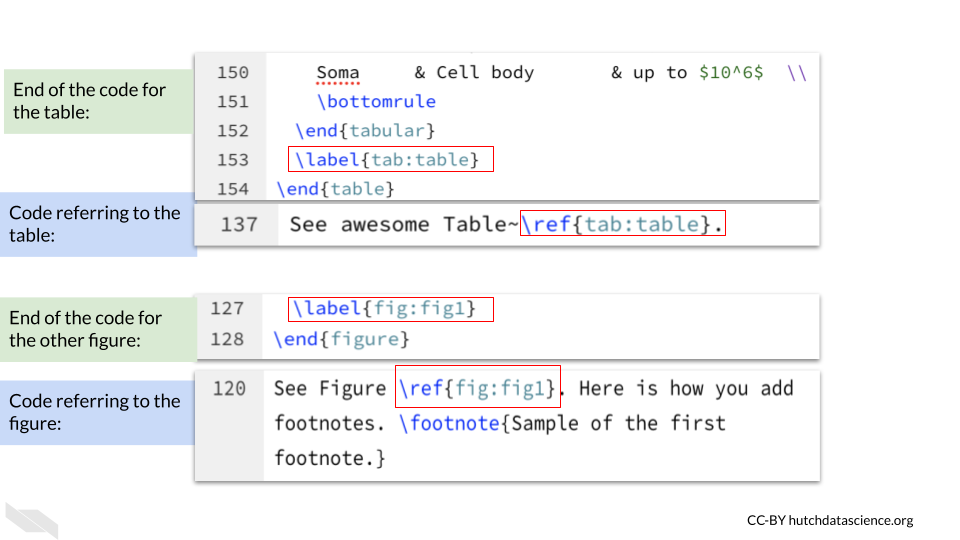 End of the code for
the table:
150 Soma & Cell body & up to $10^6$ \\
151 \bottomrule
152 \end{tabular}
153 \label{tab:table}
154 \end{table}
Code referring to the
table:
137 See awesome Table~\ref{tab:table}.
End of the code for
the other figure:
127 \label{fig:fig1}
128 \end{figure}
Code referring to the
figure:
120 See Figure \ref{fig:fig1}. Here is how you add
footnotes. \footnote{Sample of the first
footnote.}
CC-BY hutchdatascience.org